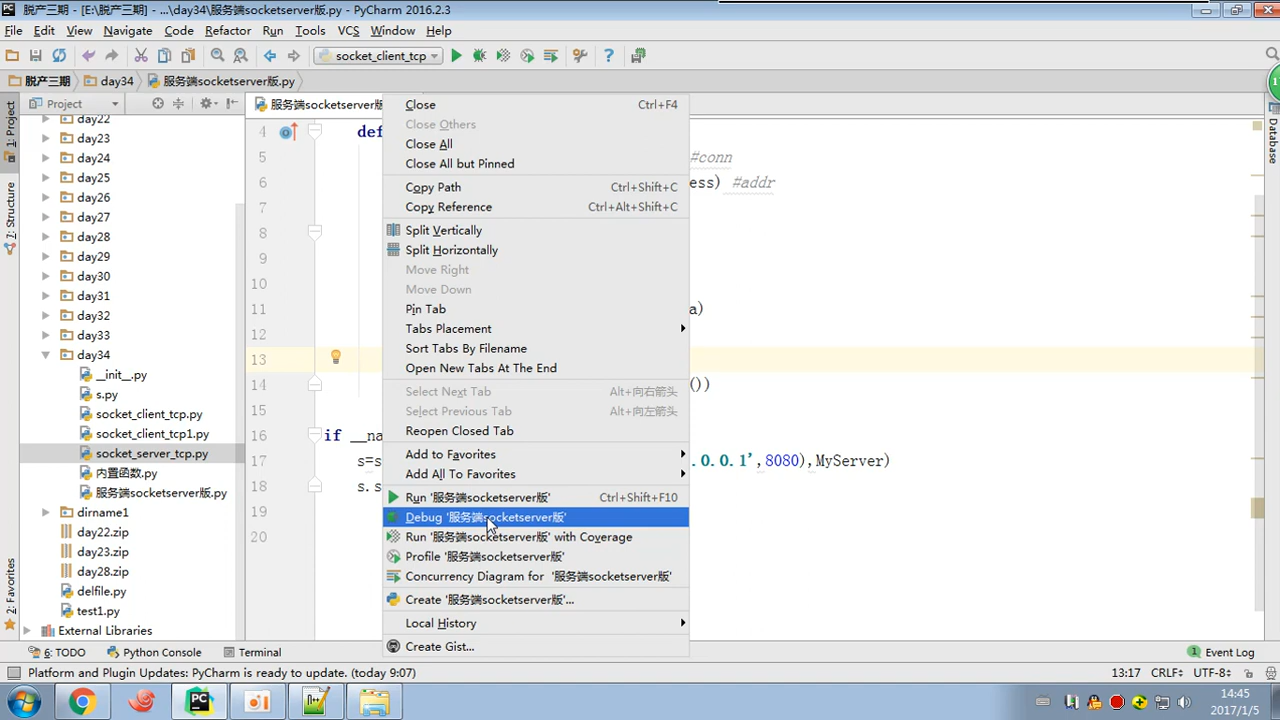 脱产三期 - [E:\脱产三期] - ...\day34\服务端socketserver版.py - PyCharm 2016.2.3
File Edit View Navigate Code Refactor Run Tools VCS Window Help
socket_client_tcp
脱产三期 day34 服务端socketserver版.py
Project
服务端socketserver版
1: Project
7: Structure
2: Favorites
Database
day22
day23
day24
day25
day26
day27
day28
day29
day30
day31
day32
day33
day34
__init__.py
s.py
socket_client_tcp.py
socket_client_tcp1.py
socket_server_tcp.py
内置函数.py
服务端socketserver版.py
dirname1
day22.zip
day23.zip
day28.zip
delfile.py
test1.py
External Libraries
4 def
5 #conn
6 ess) #addr
7
8
9
10
11 a)
12
13
14 ())
15
16 if __na
17 s=s .0.0.1',8080),MyServer)
18 s.s
19
20
Close Ctrl+F4
Close Others
Close All
Close All but Pinned
Copy Path Ctrl+Shift+C
Copy Reference Ctrl+Alt+Shift+C
Split Vertically
Split Horizontally
Move Right
Move Down
Pin Tab
Tabs Placement
Sort Tabs By Filename
Open New Tabs At The End
Select Next Tab Alt+向右箭头
Select Previous Tab Alt+向左箭头
Reopen Closed Tab
Add to Favorites
Add All To Favorites
Run '服务端socketserver版' Ctrl+Shift+F10
Debug '服务端socketserver版'
Run '服务端socketserver版' with Coverage
Profile '服务端socketserver版'
Concurrency Diagram for '服务端socketserver版'
Create '服务端socketserver版'...
Local History
Create Gist...
6: TODO Python Console Terminal 1 Event Log
Platform and Plugin Updates: PyCharm is ready to update. (today 9:07) 13:17 CRLF÷ UTF-8÷
14:45
2017/1/5